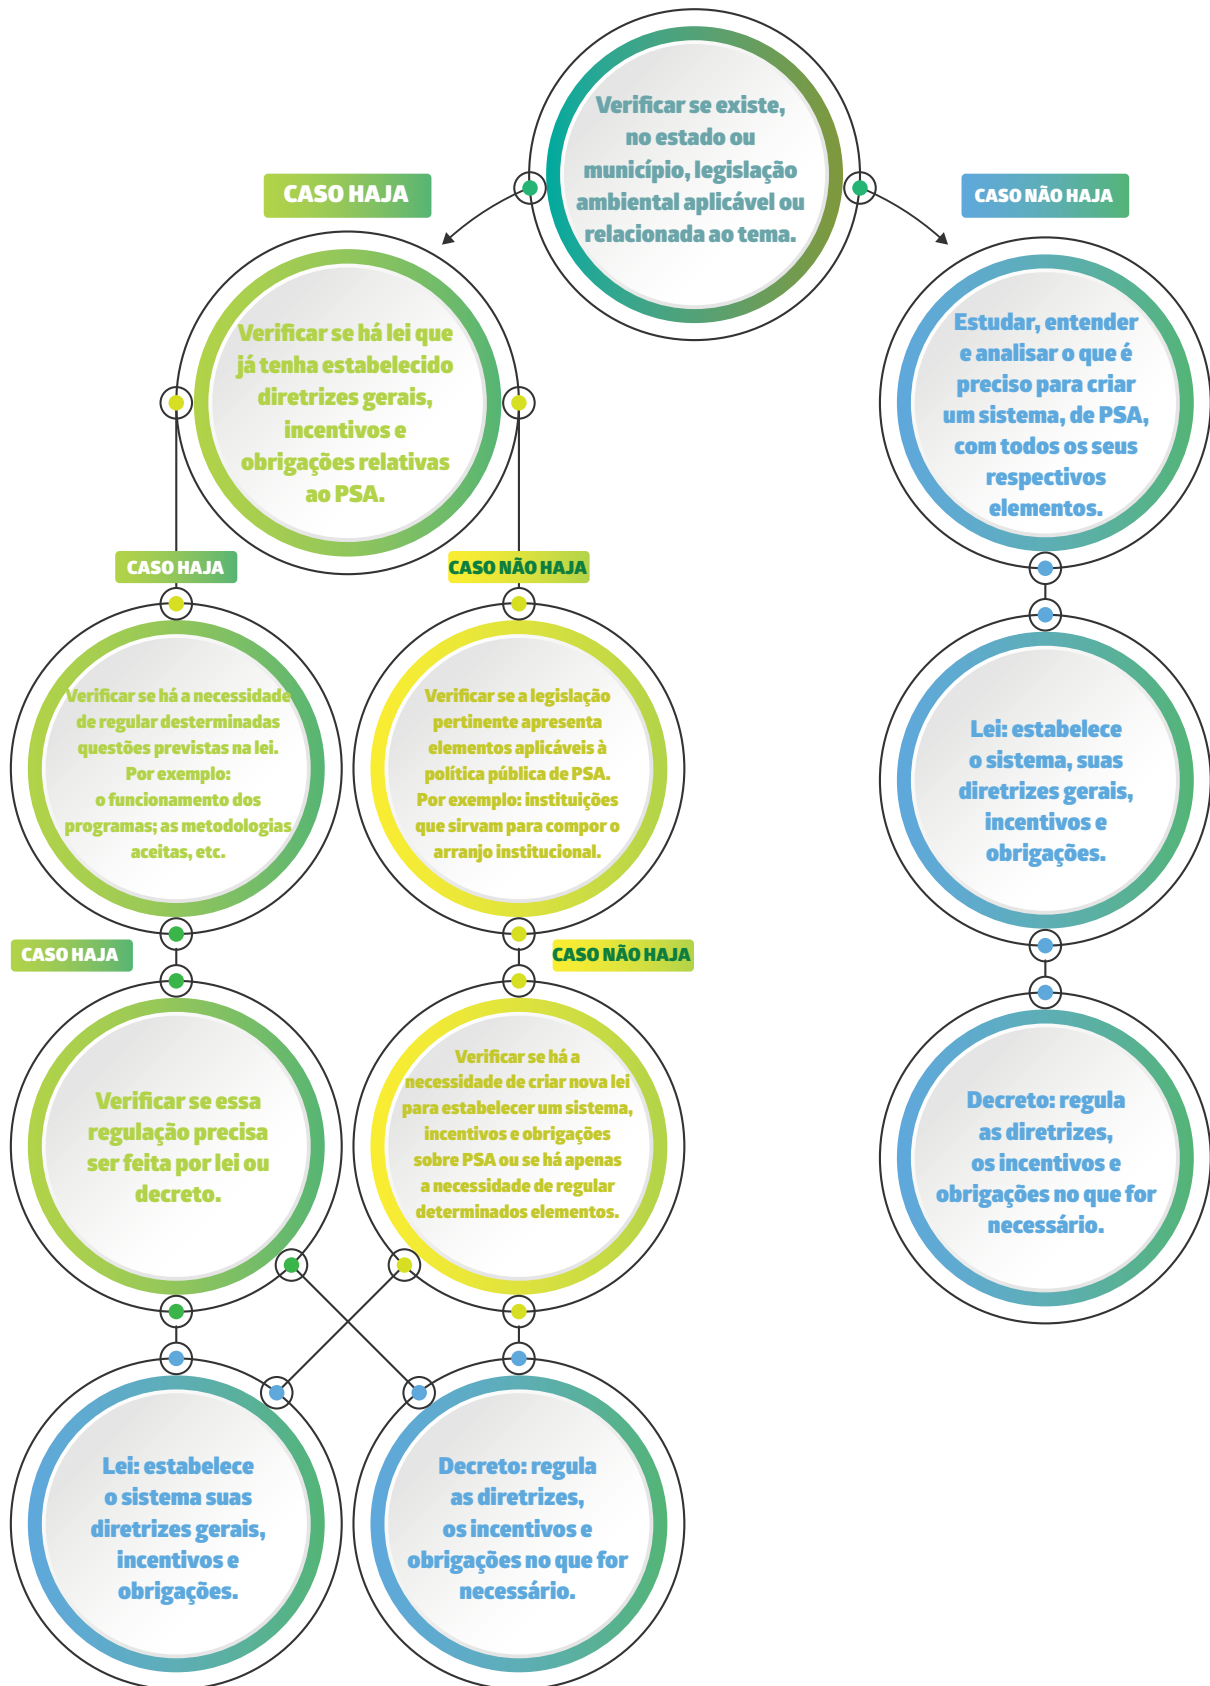 Verificar se existe,
no estado ou
município, legislação
ambiental aplicável ou
relacionada ao tema.
CASO HAJA
CASO NÃO HAJA
Verificar se há lei que
já tenha estabelecido
diretrizes gerais,
incentivos e
obrigações relativas
ao PSA.
Estudar, entender
e analisar o que é
preciso para criar
um sistema, de PSA,
com todos os seus
respectivos
elementos.
CASO HAJA
CASO NÃO HAJA
Verificar se há a necessidade
de regular desterminadas
questões previstas na lei.
Por exemplo:
o funcionamento dos
programas; as metodologias
aceitas, etc.
Verificar se a legislação
pertinente apresenta
elementos aplicáveis à
política pública de PSA.
Por exemplo: instituições
que sirvam para compor o
arranjo institucional.
Lei: estabelece
o sistema, suas
diretrizes gerais,
incentivos e
obrigações.
CASO HAJA
CASO NÃO HAJA
Verificar se essa
regulação precisa
ser feita por lei ou
decreto.
Verificar se há a
necessidade de criar nova lei
para estabelecer um sistema,
incentivos e obrigações
sobre PSA ou se há apenas
a necessidade de regular
determinados elementos.
Decreto: regula
as diretrizes,
os incentivos e
obrigações no que for
necessário.
Lei: estabelece
o sistema suas
diretrizes gerais,
incentivos e
obrigações.
Decreto: regula
as diretrizes,
os incentivos e
obrigações no que for
necessário.